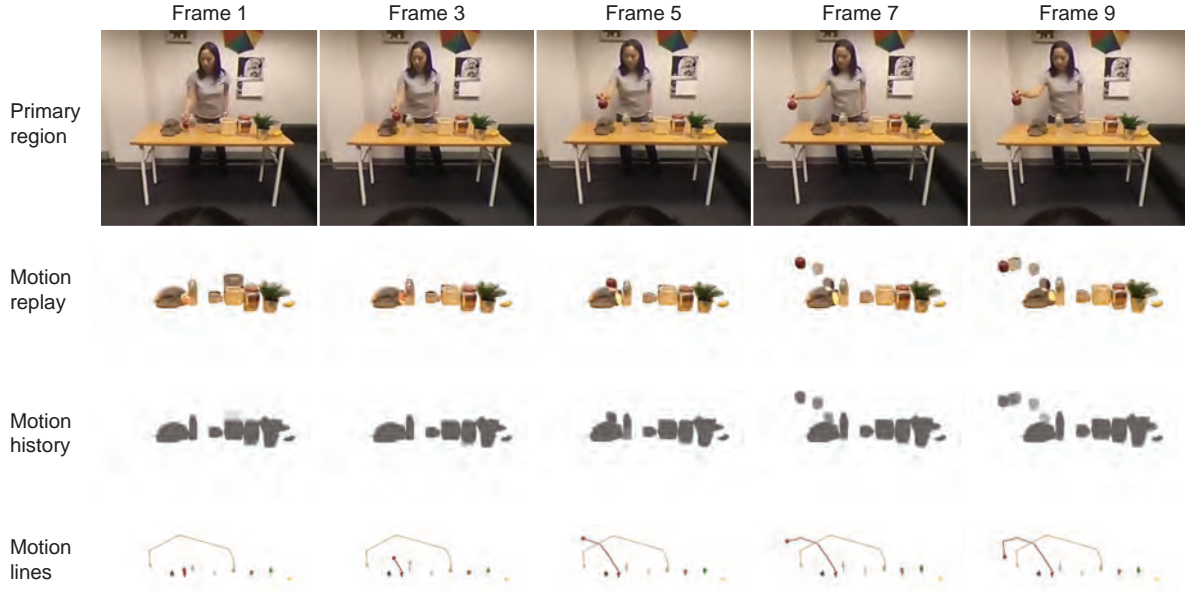 Frame 1 Frame 3 Frame 5 Frame 7 Frame 9
Primary
region
Motion
replay
Motion
history
Motion
lines